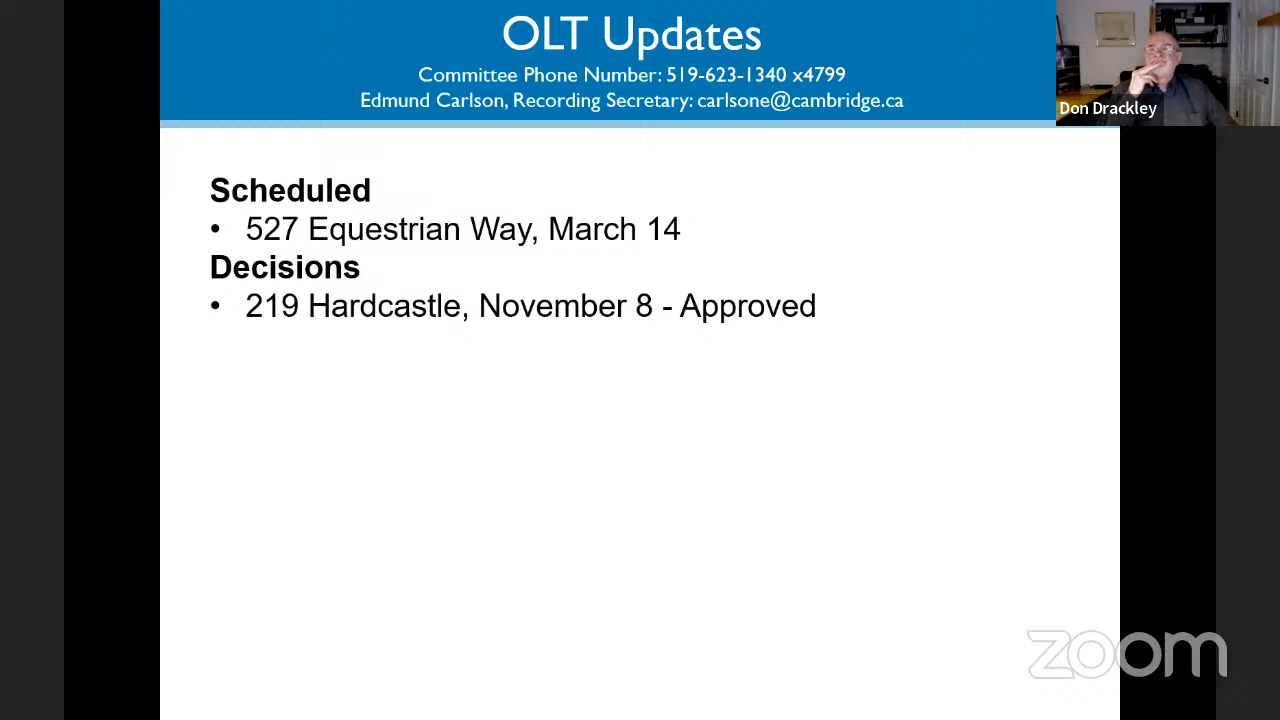 OLT Updates
Committee Phone Number: 519-623-1340 x4799
Edmund Carlson, Recording Secretary: carlsone@cambridge.ca
Don Drackley
Scheduled
• 527 Equestrian Way, March 14
Decisions
• 219 Hardcastle, November 8 - Approved
zoom